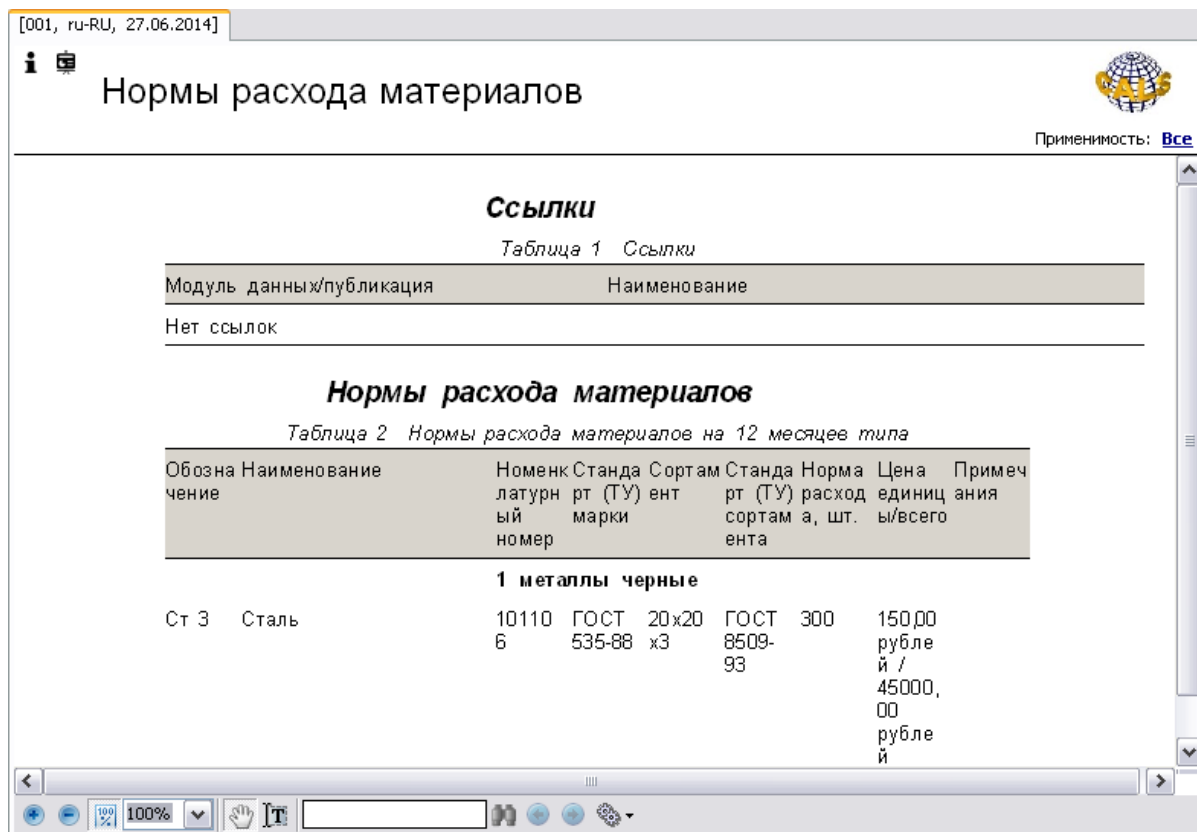 [001, ru-RU, 27.06.2014]
Нормы расхода материалов
CALS
Применимость: Все
Ссылки
Таблица 1 Ссылки
Модуль данных/публикация Наименование
Нет ссылок
Нормы расхода материалов
Таблица 2 Нормы расхода материалов на 12 месяцев типа
Обозна Наименование Номенк Станда Сортам Станда Норма Цена Примеч
чение латурн рт (ТУ) ент рт (ТУ) расход единиц ания
ый марки сортам а, шт. ы/всего
номер ента
1 металлы черные
Ст 3 Сталь 10110 ГОСТ 20х20 ГОСТ 300 150,00
6 535-88 х3 8509- рубле
93 й /
45000,
00
рубле
й
100%